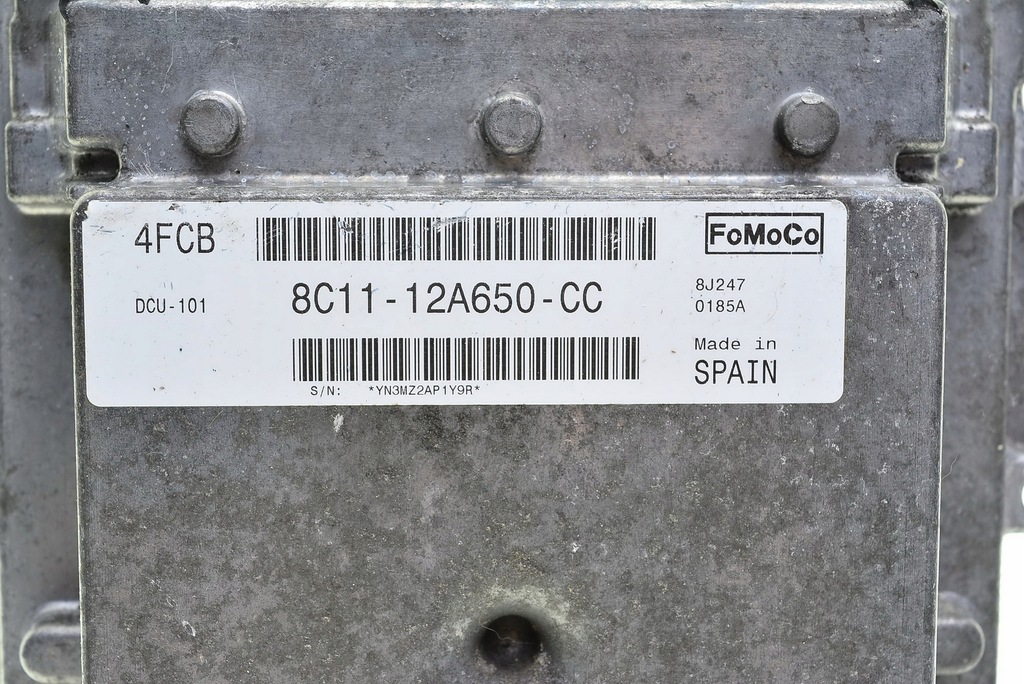 4FCB
FoMoCo
DCU-101
8C11-12A650-CC
8J247
0185A
Made in
SPAIN
S/N: *YN3MZ2AP1Y9R*